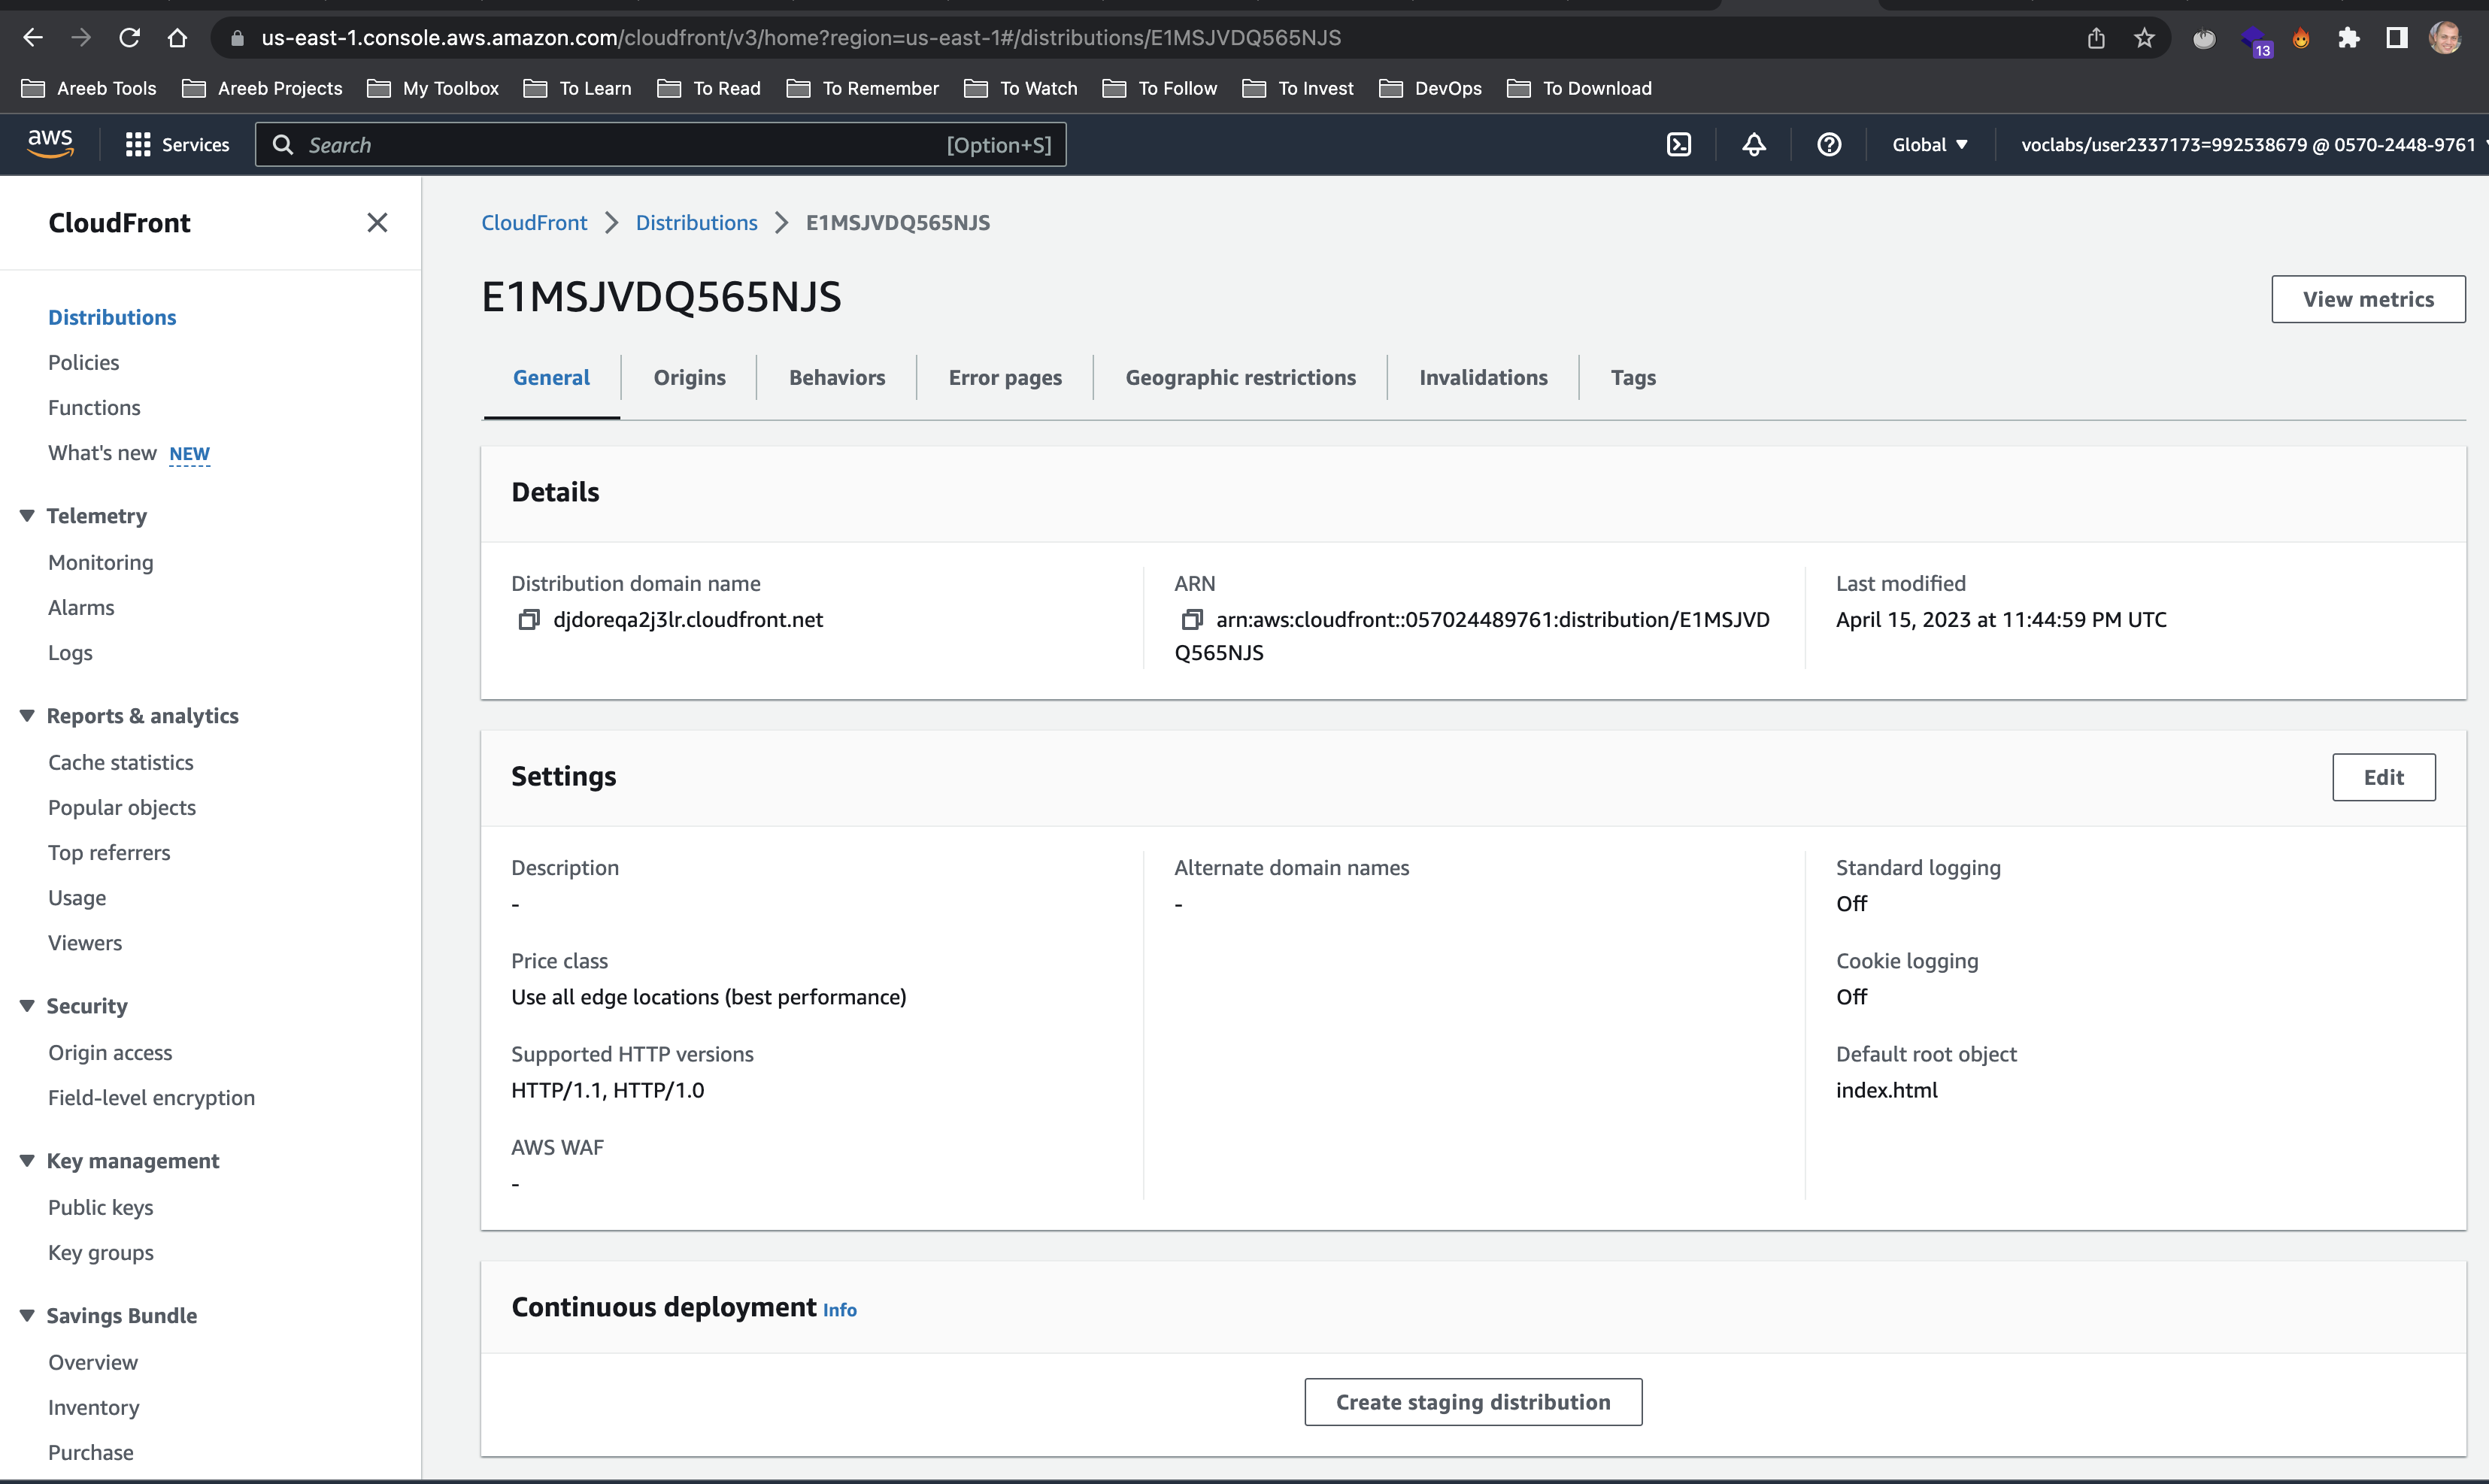 us-east-1.console.aws.amazon.com/cloudfront/v3/home?region=us-east-1#/distributions/E1MSJVDQ565NJS
13
Areeb Tools
Areeb Projects
My Toolbox
To Learn
To Read
To Remember
To Watch
To Follow
To Invest
DevOps
To Download
aws
Services
Search
[Option+S]
Global
voclabs/user2337173=992538679 @ 0570-2448-9761
CloudFront
Distributions
Policies
Functions
What's new NEW
Telemetry
Monitoring
Alarms
Logs
Reports & analytics
Cache statistics
Popular objects
Top referrers
Usage
Viewers
Security
Origin access
Field-level encryption
Key management
Public keys
Key groups
Savings Bundle
Overview
Inventory
Purchase
CloudFront
Distributions
E1MSJVDQ565NJS
E1MSJVDQ565NJS
View metrics
General
Origins
Behaviors
Error pages
Geographic restrictions
Invalidations
Tags
Details
Distribution domain name
djdoreqa2j3lr.cloudfront.net
ARN
arn:aws:cloudfront::057024489761:distribution/E1MSJVD
Q565NJS
Last modified
April 15, 2023 at 11:44:59 PM UTC
Settings
Edit
Description
-
Price class
Use all edge locations (best performance)
Supported HTTP versions
HTTP/1.1, HTTP/1.0
AWS WAF
-
Alternate domain names
-
Standard logging
Off
Cookie logging
Off
Default root object
index.html
Continuous deployment Info
Create staging distribution